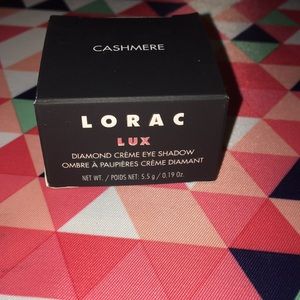 CASHMERE
LORAC
LUX
DIAMOND CRÈME EYE SHADOW
OMBRE À PAUPIÈRES CRÈME DIAMANT
NET WT. / POIDS NET: 5.5 g / 0.19 Oz.